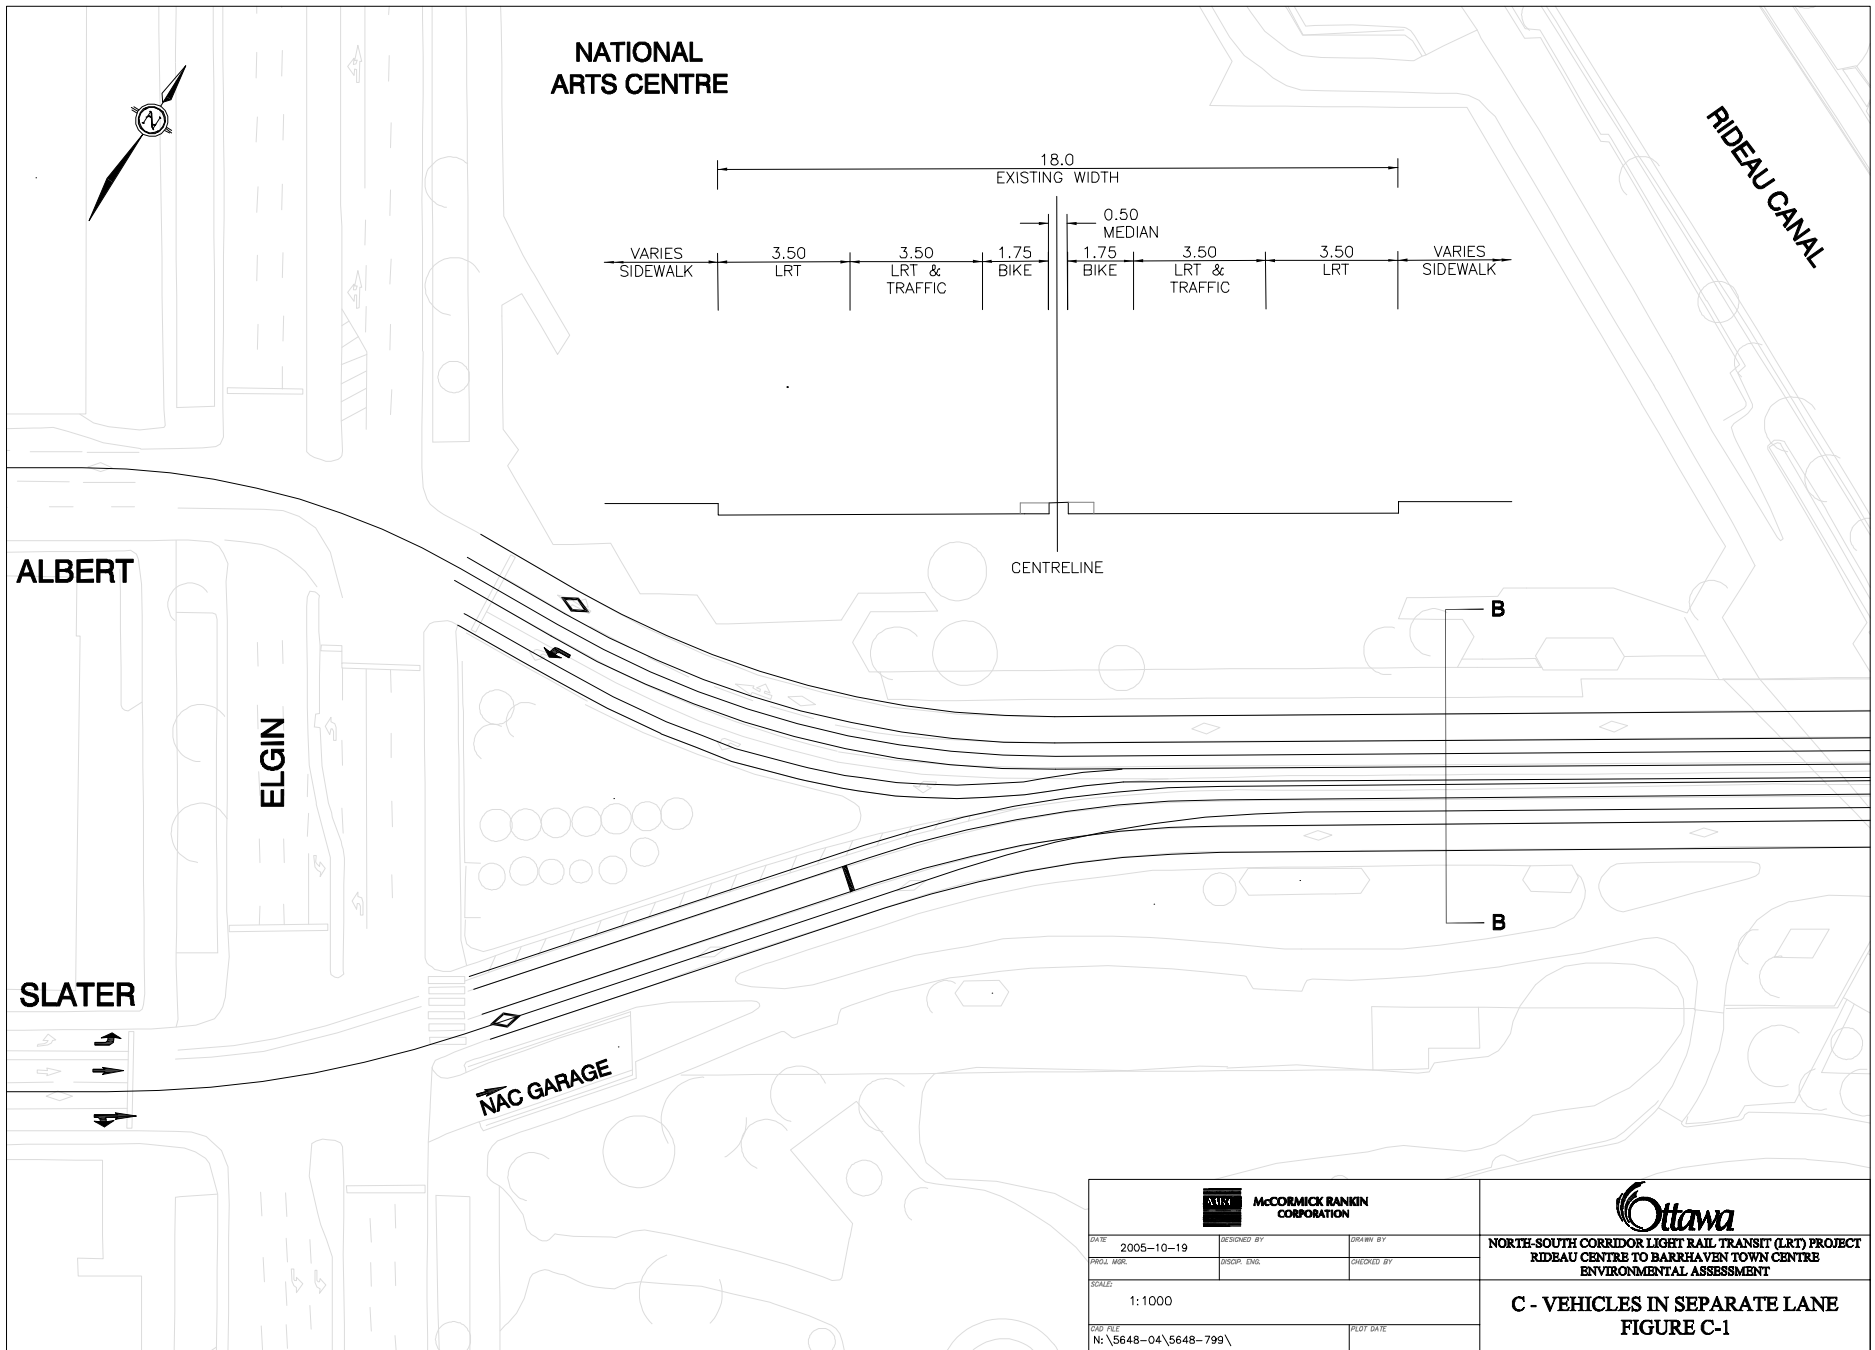 NATIONAL
ARTS CENTRE
N
RIDEAU CANAL
18.0
EXISTING WIDTH
0.50
MEDIAN
VARIES
SIDEWALK
3.50
LRT
3.50
LRT &
TRAFFIC
1.75
BIKE
1.75
BIKE
3.50
LRT &
TRAFFIC
3.50
LRT
VARIES
SIDEWALK
CENTRELINE
ALBERT
B
ELGIN
B
SLATER
NAC GARAGE
McCORMICK RANKIN
CORPORATION
Ottawa
DATE
2005-10-19
DESIGNED BY
DRAWN BY
PROJ. MGR.
DISCIP. ENG.
CHECKED BY
SCALE:
1:1000
CAD FILE
N:\5648-04\5648-799\
PLOT DATE
NORTH-SOUTH CORRIDOR LIGHT RAIL TRANSIT (LRT) PROJECT
RIDEAU CENTRE TO BARRHAVEN TOWN CENTRE
ENVIRONMENTAL ASSESSMENT
C - VEHICLES IN SEPARATE LANE
FIGURE C-1